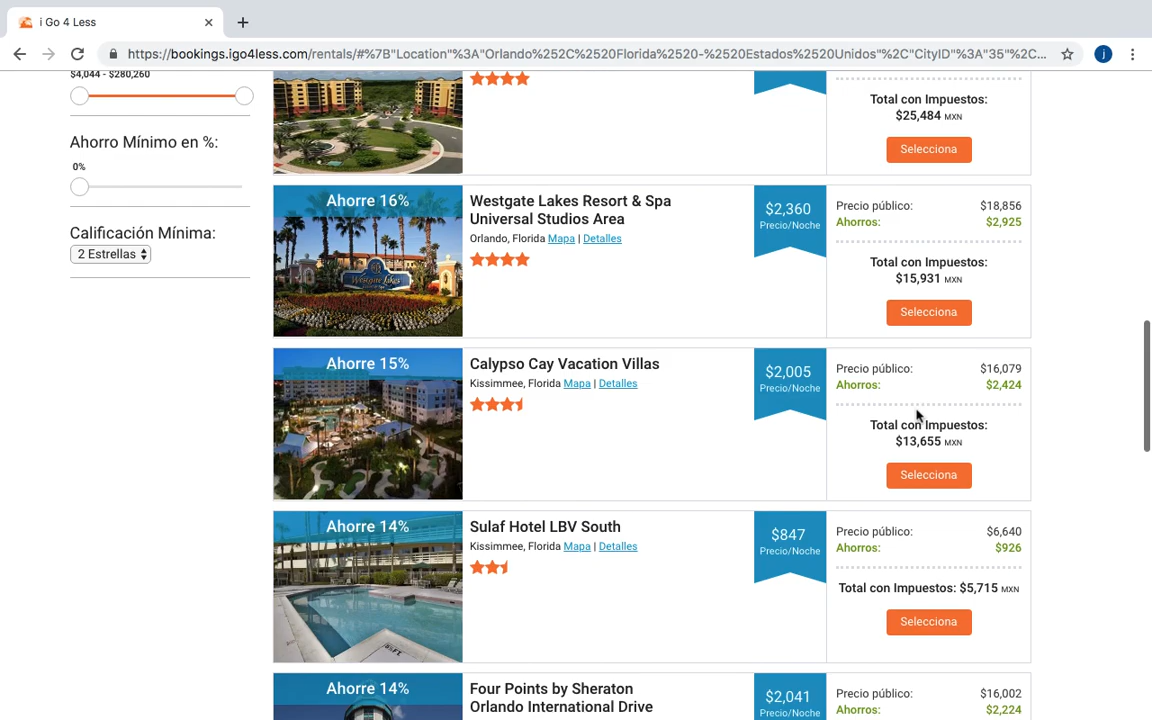 i Go 4 Less
https://bookings.igo4less.com/rentals/#%7B"Location"%3A"Orlando%252C%2520Florida%2520-%2520Estados%2520Unidos"%2C"CityID"%3A"35"%2C...
j
$4,044 - $280,260
Ahorro Mínimo en %:
0%
Calificación Mínima:
2 Estrellas
Total con Impuestos:
$25,484 MXN
Selecciona
Ahorre 16%
Westgate Lakes Resort & Spa
Universal Studios Area
Orlando, Florida Mapa | Detalles
Westgate Lakes
$2,360
Precio/Noche
Precio público: $18,856
Ahorros: $2,925
Total con Impuestos:
$15,931 MXN
Selecciona
Ahorre 15%
Calypso Cay Vacation Villas
Kissimmee, Florida Mapa | Detalles
$2,005
Precio/Noche
Precio público: $16,079
Ahorros: $2,424
Total con Impuestos:
$13,655 MXN
Selecciona
Ahorre 14%
Sulaf Hotel LBV South
Kissimmee, Florida Mapa | Detalles
$847
Precio/Noche
Precio público: $6,640
Ahorros: $926
Total con Impuestos: $5,715 MXN
Selecciona
Ahorre 14%
Four Points by Sheraton
Orlando International Drive
$2,041
Precio/Noche
Precio público: $16,002
Ahorros: $2,224